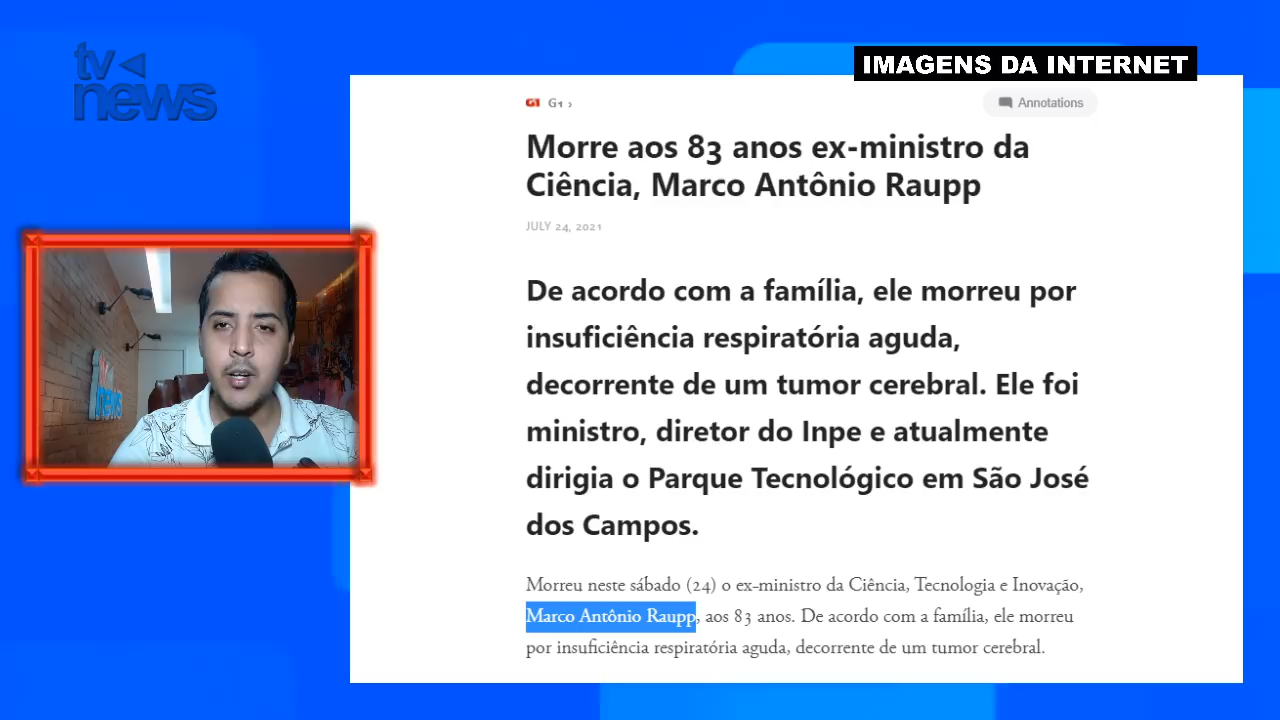 tv
news
IMAGENS DA INTERNET
G1 ›
Annotations
Morre aos 83 anos ex-ministro da
Ciência, Marco Antônio Raupp
JULY 24, 2021
De acordo com a família, ele morreu por
insuficiência respiratória aguda,
decorrente de um tumor cerebral. Ele foi
ministro, diretor do Inpe e atualmente
dirigia o Parque Tecnológico em São José
dos Campos.
Morreu neste sábado (24) o ex-ministro da Ciência, Tecnologia e Inovação,
Marco Antônio Raupp, aos 83 anos. De acordo com a família, ele morreu
por insuficiência respiratória aguda, decorrente de um tumor cerebral.
news